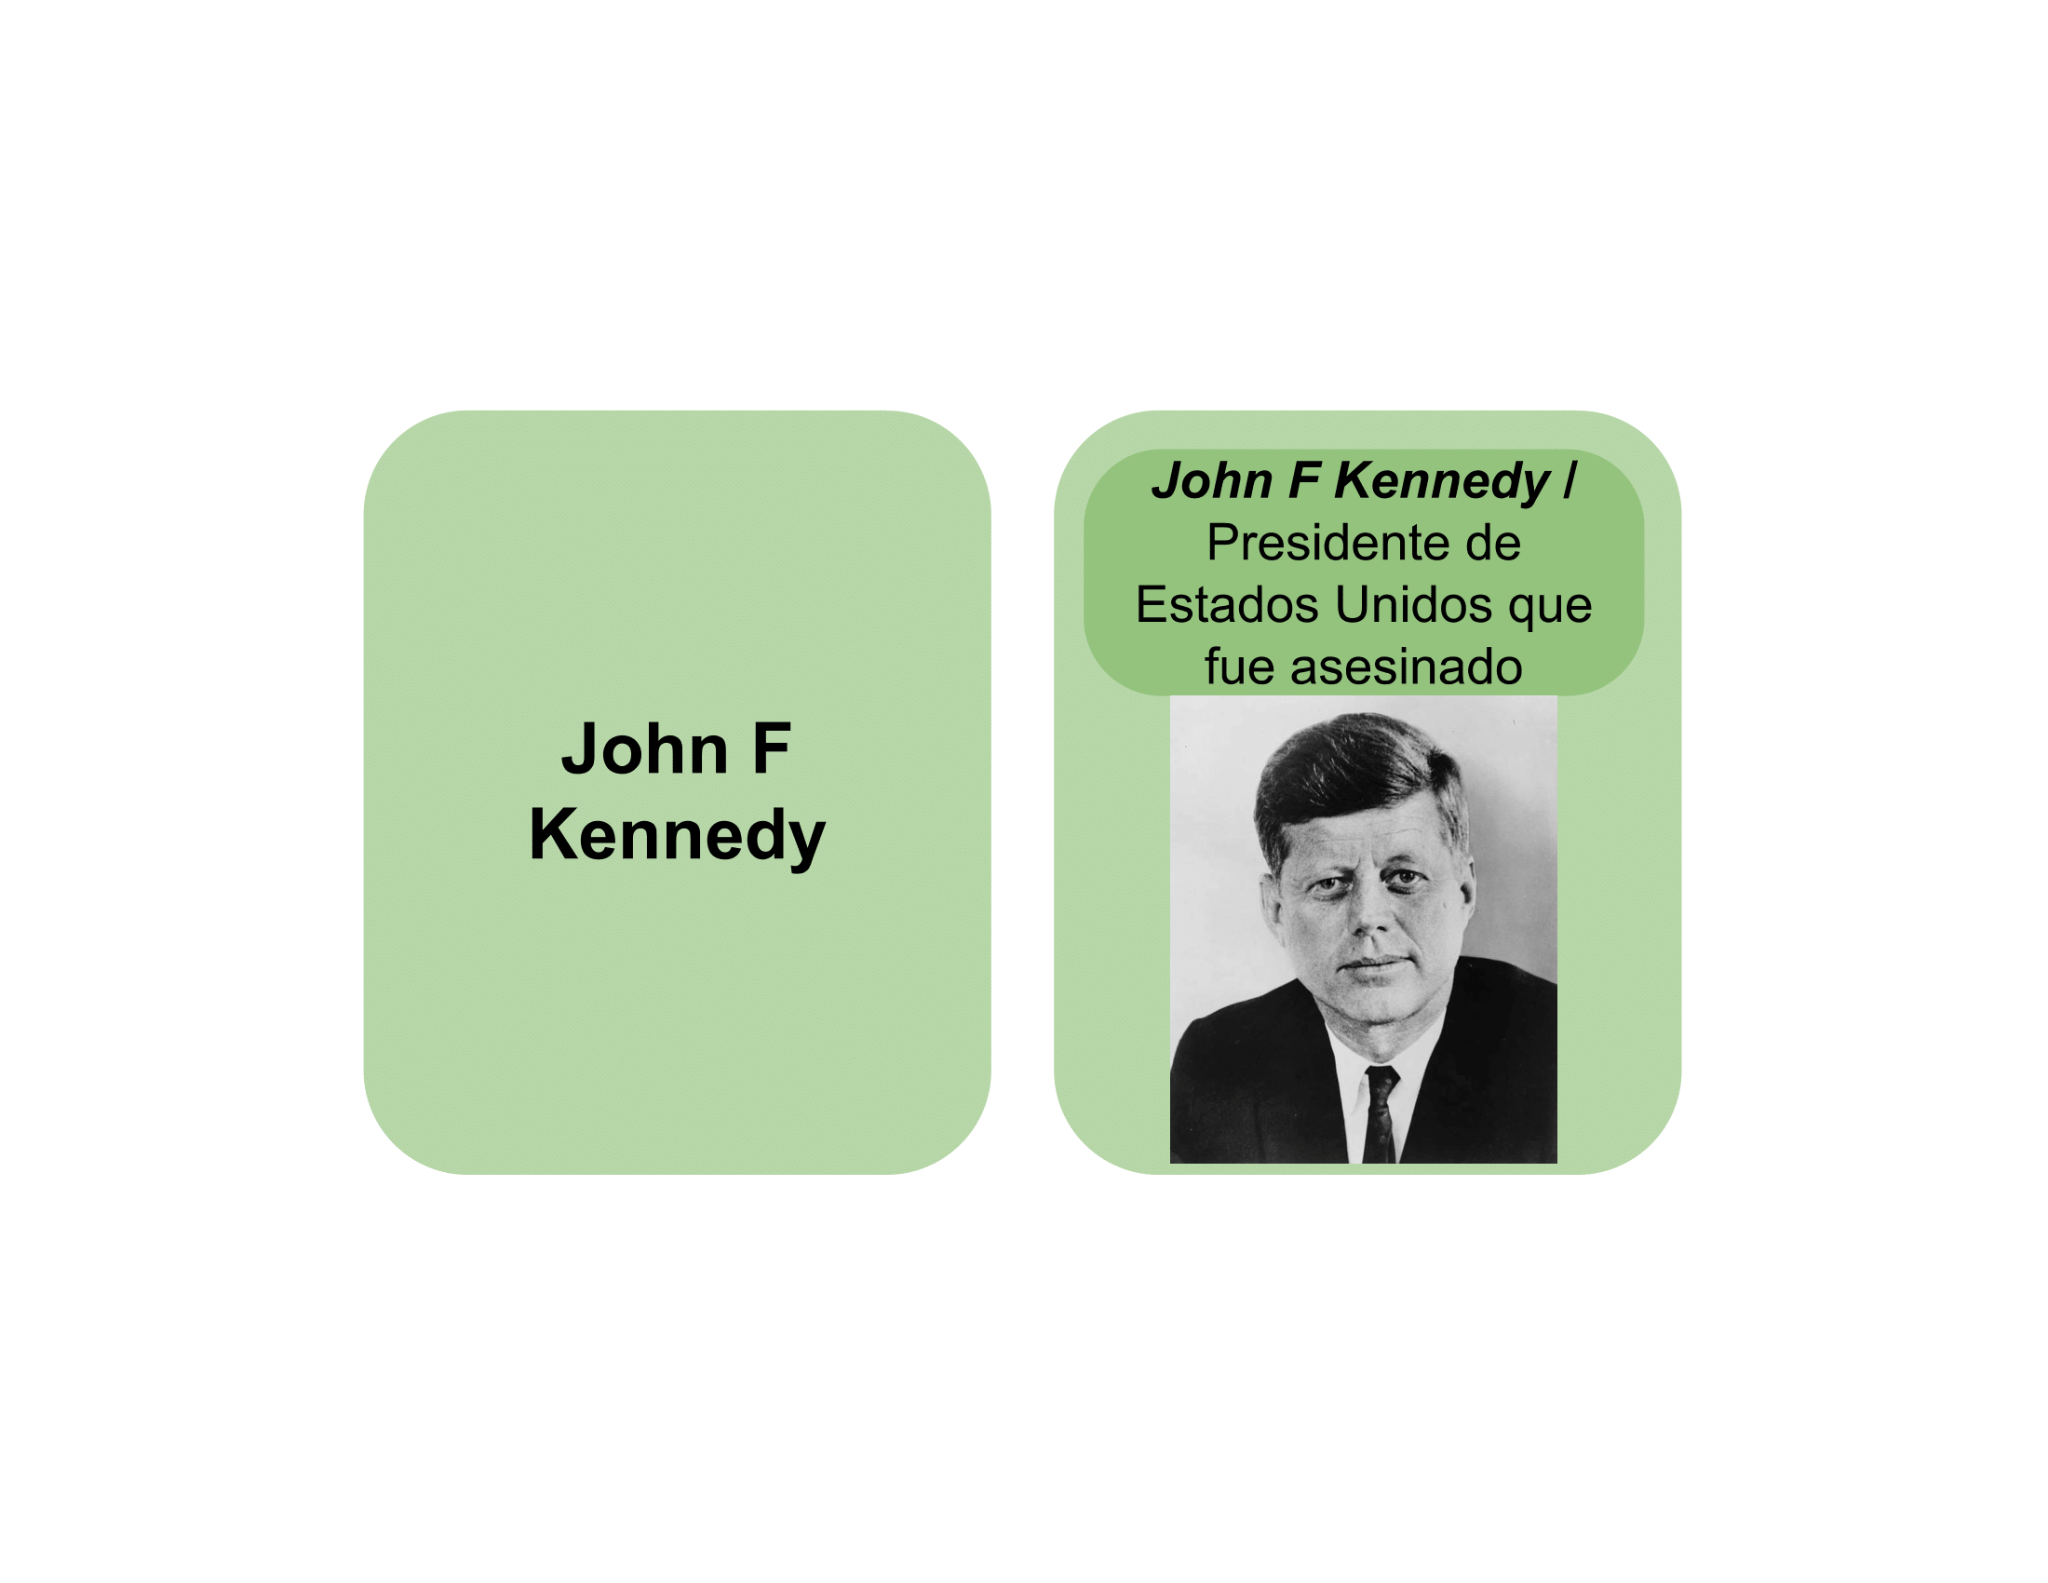 John F
Kennedy
John F Kennedy /
Presidente de
Estados Unidos que
fue asesinado